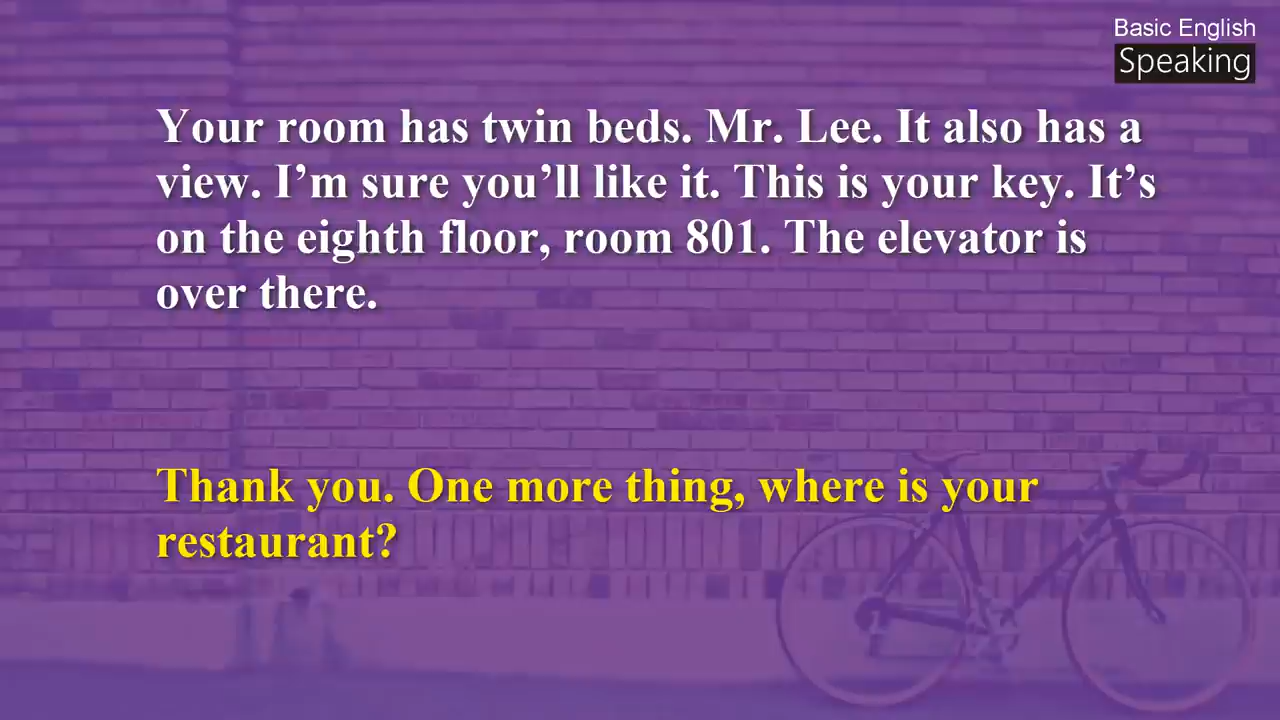 Basic English
Speaking
Your room has twin beds. Mr. Lee. It also has a
view. I’m sure you’ll like it. This is your key. It’s
on the eighth floor, room 801. The elevator is
over there.
Thank you. One more thing, where is your
restaurant?